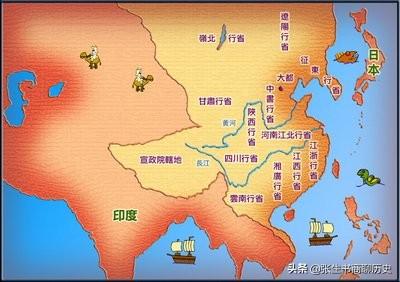 嶺北行省
遼陽行省
征東行省
日本
大都
中書行省
甘肅行省
陝西行省
黃河
河南江北行省
宣政院轄地
長江
四川行省
湖廣行省
江西行省
江浙行省
雲南行省
印度
头条@张生书画聊历史